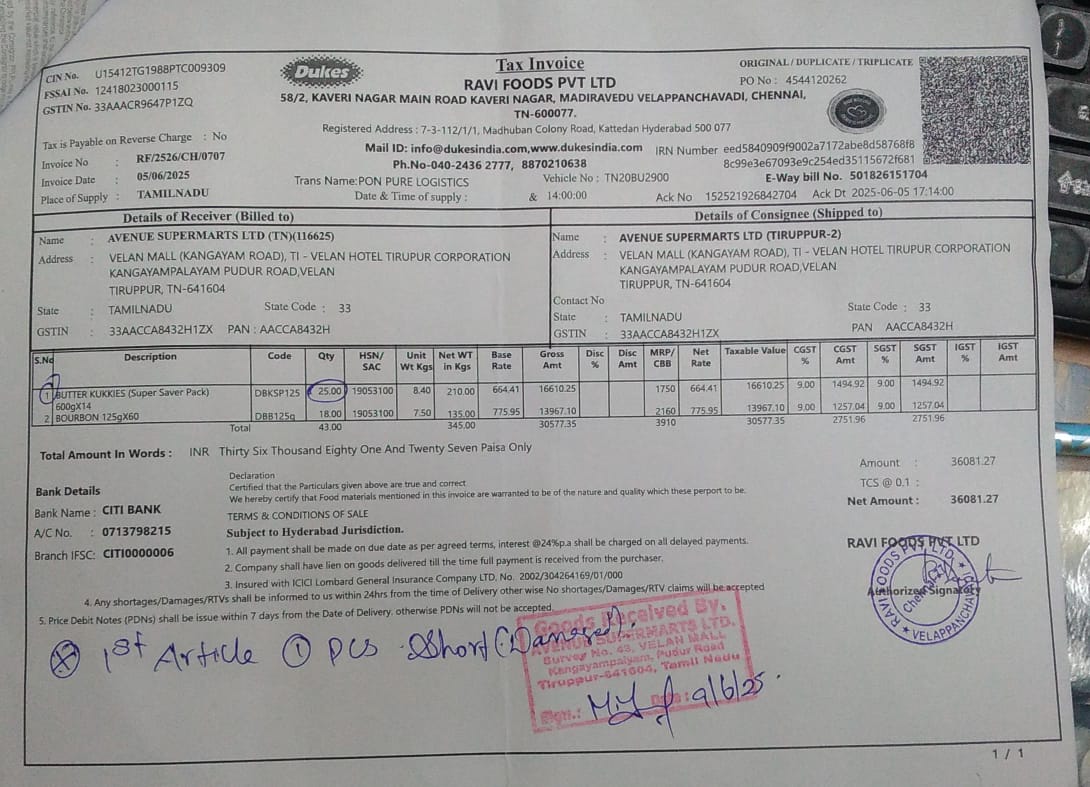 Tax Invoice
ORIGINAL / DUPLICATE / TRIPLICATE
CIN No. U15412TG1988PTC009309
FSSAI No. 12418023000115
GSTIN No. 33AAACR9647P1ZQ
Dukes
RAVI FOODS PVT LTD
PO No : 4544120262
58/2, KAVERI NAGAR MAIN ROAD KAVERI NAGAR, MADIRAVEDU VELAPPANCHAVADI, CHENNAI,
TN-600077.
Registered Address : 7-3-112/1/1, Madhuban Colony Road, Kattedan Hyderabad 500 077
Mail ID: info@dukesindia.com,www.dukesindia.com
Ph.No-040-2436 2777, 8870210638
IRN Number eed5840909f9002a7172abe8d58768f8
8c99e3e67093e9c254ed35115672f681
Tax is Payable on Reverse Charge : No
Invoice No : RF/2526/CH/0707
Invoice Date : 05/06/2025
Place of Supply : TAMILNADU
Trans Name:PON PURE LOGISTICS
Vehicle No : TN20BU2900
E-Way bill No. 501826151704
Date & Time of supply : & 14:00:00
Ack No 152521926842704 Ack Dt 2025-06-05 17:14:00
Details of Receiver (Billed to)
Name : AVENUE SUPERMARTS LTD (TN)(116625)
Address : VELAN MALL (KANGAYAM ROAD), TI - VELAN HOTEL TIRUPUR CORPORATION
KANGAYAMPALAYAM PUDUR ROAD,VELAN
TIRUPPUR, TN-641604
State : TAMILNADU State Code : 33
GSTIN : 33AACCA8432H1ZX PAN : AACCA8432H
Details of Consignee (Shipped to)
Name : AVENUE SUPERMARTS LTD (TIRUPPUR-2)
Address : VELAN MALL (KANGAYAM ROAD), TI - VELAN HOTEL TIRUPUR CORPORATION
KANGAYAMPALAYAM PUDUR ROAD,VELAN
TIRUPPUR, TN-641604
Contact No
State : TAMILNADU State Code : 33
GSTIN : 33AACCA8432H1ZX PAN AACCA8432H
S.No Description Code Qty HSN/SAC Unit Wt Kgs Net WT in Kgs Base Rate Gross Amt Disc % Disc Amt MRP/CBB Net Rate Taxable Value CGST % CGST Amt SGST % SGST Amt IGST % IGST Amt
1 BUTTER KUKKIES (Super Saver Pack) DBKSP125 25.00 19053100 8.40 210.00 664.41 16610.25 1750 664.41 16610.25 9.00 1494.92 9.00 1494.92
600gX14
2 BOURBON 125gX60 DBB125g 18.00 19053100 7.50 135.00 775.95 13967.10 2160 775.95 13967.10 9.00 1257.04 9.00 1257.04
Total 43.00 345.00 30577.35 3910 30577.35 2751.96 2751.96
Total Amount In Words : INR Thirty Six Thousand Eighty One And Twenty Seven Paisa Only
Amount : 36081.27
TCS @ 0.1 :
Net Amount : 36081.27
Declaration
Certified that the Particulars given above are true and correct
We hereby certify that Food materials mentioned in this invoice are warranted to be of the nature and quality which these perport to be.
Bank Details
Bank Name : CITI BANK
A/C No. : 0713798215
Branch IFSC: CITI0000006
TERMS & CONDITIONS OF SALE
Subject to Hyderabad Jurisdiction.
1. All payment shall be made on due date as per agreed terms, interest @24%p.a shall be charged on all delayed payments.
2. Company shall have lien on goods delivered till the time full payment is received from the purchaser.
3. Insured with ICICI Lombard General Insurance Company LTD. No. 2002/304264169/01/000
4. Any shortages/Damages/RTVs shall be informed to us within 24hrs from the time of Delivery other wise No shortages/Damages/RTV claims will be accepted
5. Price Debit Notes (PDNs) shall be issue within 7 days from the Date of Delivery. otherwise PDNs will not be accepted.
RAVI FOODS PVT LTD
Authorized Signatory
RAVI FOODS PVT LTD
Chennai
VELAPPANCHA
1st Article 1 pcs Short (Damaged).
Goods Received By.
AVENUE SUPERMARTS LTD.
Survey No. 43, VELAN MALL
Kangayampalyam, Pudur Road
Tiruppur-641604, Tamil Nadu
Sign.: Date : 9/6/25.
1 / 1